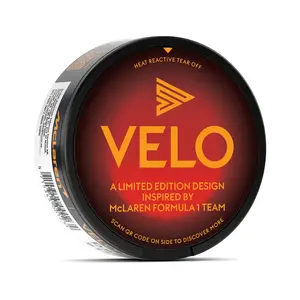 HEAT REACTIVE TEAR OFF
VELO
A LIMITED EDITION DESIGN
INSPIRED BY
McLAREN FORMULA 1 TEAM
SCAN QR CODE ON SIDE TO DISCOVER MORE